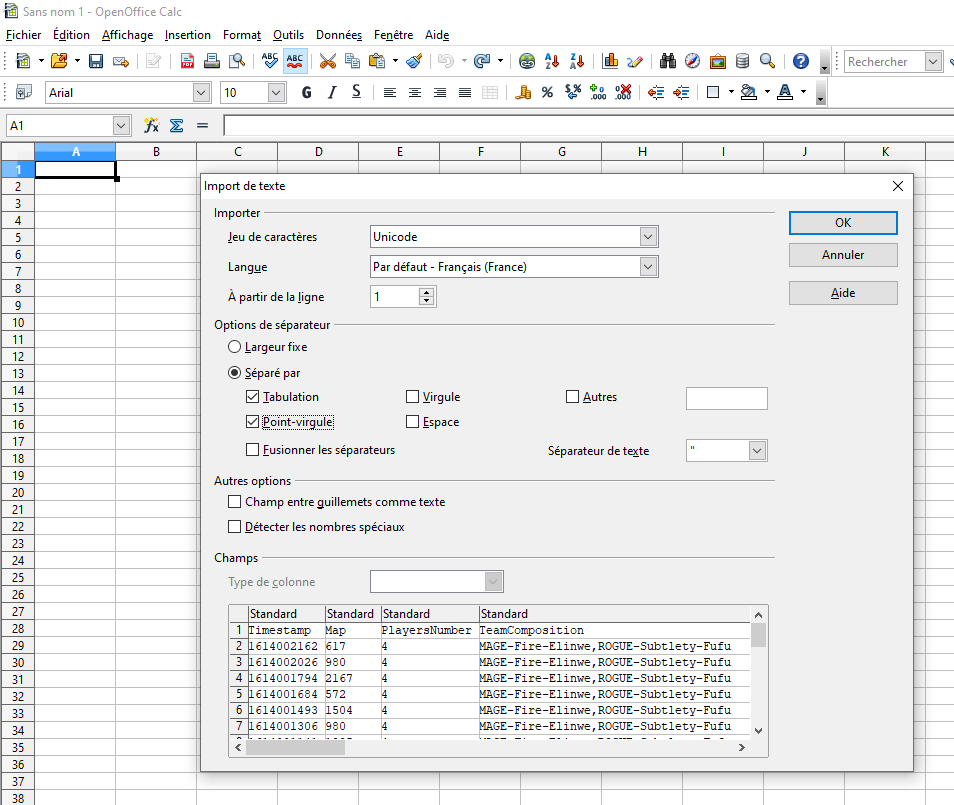 Sans nom 1 - OpenOffice Calc
Fichier Édition Affichage Insertion Format Outils Données Fenêtre Aide
ABC ABC Rechercher
Arial 10 G I S
A1
A B C D E F G H I J K
1
2
3
4
5
6
7
8
9
10
11
12
13
14
15
16
17
18
19
20
21
22
23
24
25
26
27
28
29
30
31
32
33
34
35
36
37
38
Import de texte
Importer
OK
Jeu de caractères Unicode
Annuler
Langue Par défaut - Français (France)
Aide
À partir de la ligne 1
Options de séparateur
Largeur fixe
Séparé par
Tabulation Virgule Autres
Point-virgule Espace
Fusionner les séparateurs Séparateur de texte "
Autres options
Champ entre guillemets comme texte
Détecter les nombres spéciaux
Champs
Type de colonne
Standard Standard Standard Standard
1 Timestamp Map PlayersNumber TeamComposition
2 1614002162 617 4 MAGE-Fire-Elinwe,ROGUE-Subtlety-Fufu
3 1614002026 980 4 MAGE-Fire-Elinwe,ROGUE-Subtlety-Fufu
4 1614001794 2167 4 MAGE-Fire-Elinwe,ROGUE-Subtlety-Fufu
5 1614001684 572 4 MAGE-Fire-Elinwe,ROGUE-Subtlety-Fufu
6 1614001493 1504 4 MAGE-Fire-Elinwe,ROGUE-Subtlety-Fufu
7 1614001306 980 4 MAGE-Fire-Elinwe,ROGUE-Subtlety-Fufu